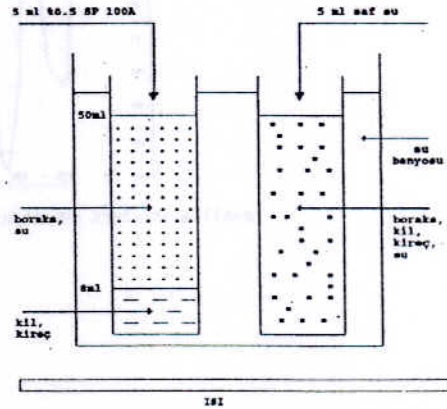 5 ml %0.5 SP 100A
5 ml saf su
50ml
su
banyosu
boraks,
su
boraks,
kil,
kireç,
su
8ml
kil,
kireç
ISI